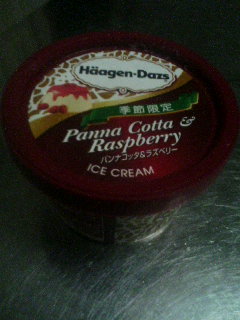 Häagen-Dazs
季節限定
Panna Cotta &
Raspberry
パンナコッタ&ラズベリー
ICE CREAM